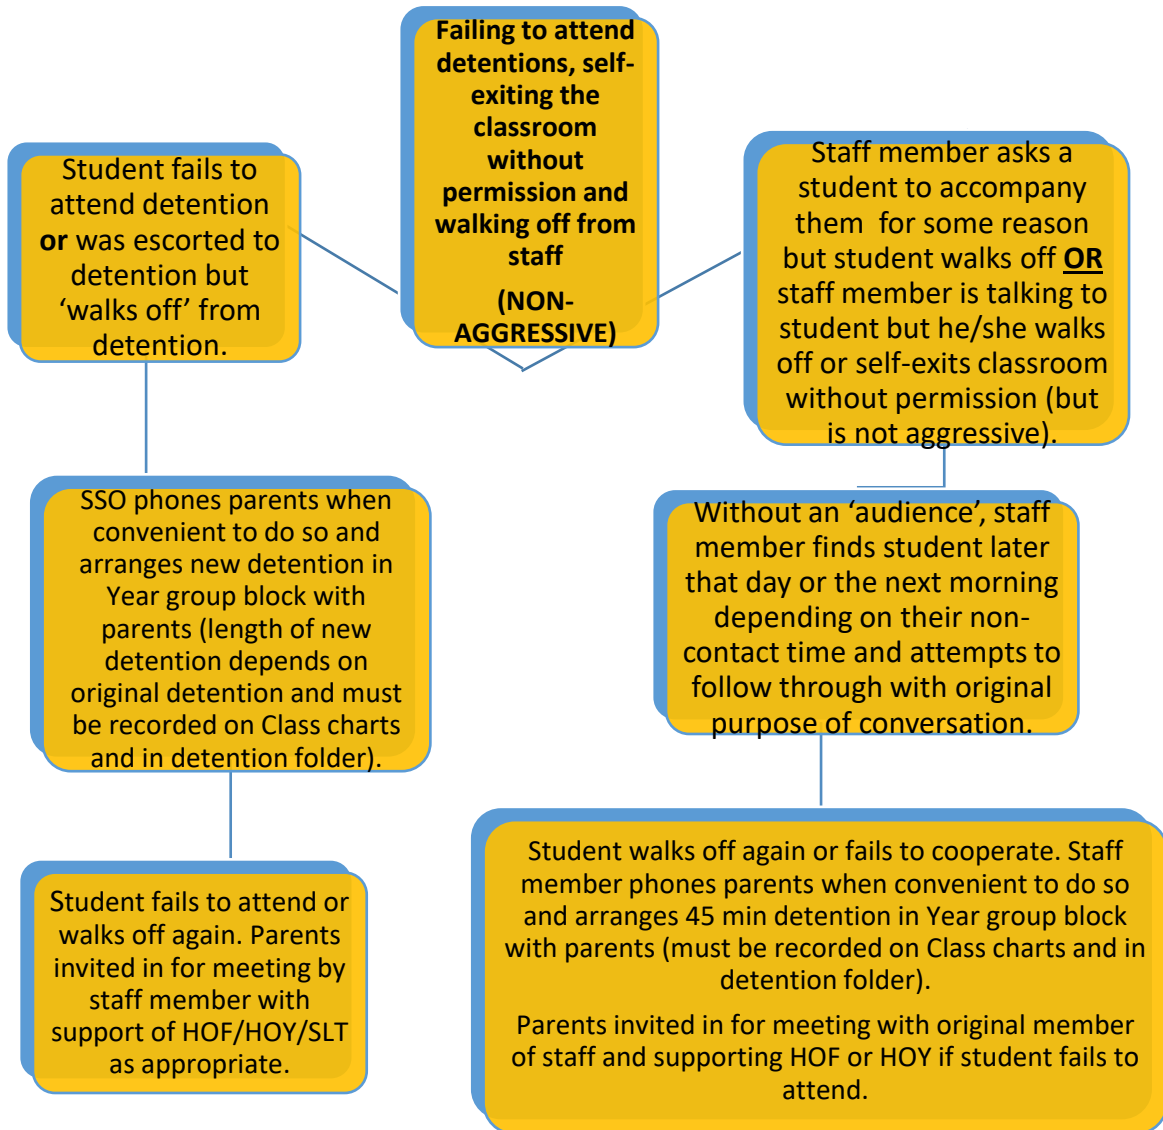 Failing to attend
detentions, self-
exiting the
classroom
without
permission and
walking off from
staff
(NON-
AGGRESSIVE)
Student fails to
attend detention
or was escorted to
detention but
‘walks off’ from
detention.
SSO phones parents when
convenient to do so and
arranges new detention in
Year group block with
parents (length of new
detention depends on
original detention and must
be recorded on Class charts
and in detention folder).
Student fails to attend or
walks off again. Parents
invited in for meeting by
staff member with
support of HOF/HOY/SLT
as appropriate.
Staff member asks a
student to accompany
them  for some reason
but student walks off OR
staff member is talking to
student but he/she walks
off or self-exits classroom
without permission (but
is not aggressive).
Without an ‘audience’, staff
member finds student later
that day or the next morning
depending on their non-
contact time and attempts to
follow through with original
purpose of conversation.
Student walks off again or fails to cooperate. Staff
member phones parents when convenient to do so
and arranges 45 min detention in Year group block
with parents (must be recorded on Class charts and in
detention folder).
Parents invited in for meeting with original member
of staff and supporting HOF or HOY if student fails to
attend.